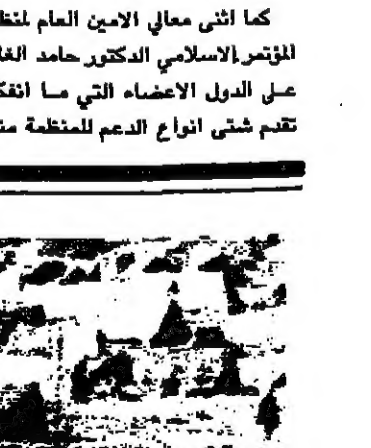 كما اثنى معالي الامين العام لمنظ
المؤتمر الاسلامي الدكتور حامد الغا
على الدول الاعضاء التي ما انفك
تقدم شتى انواع الدعم للمنظمة من